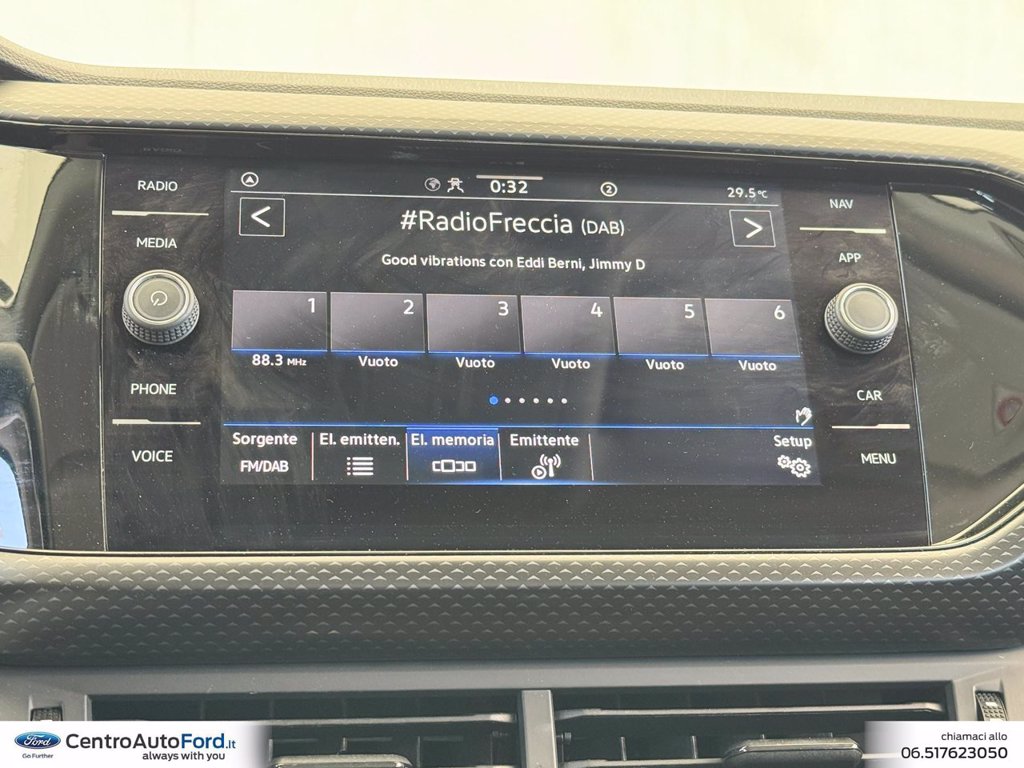 RADIO
MEDIA
PHONE
VOICE
0:32
2
29.5°C
#RadioFreccia (DAB)
Good vibrations con Eddi Berni, Jimmy D
1 2 3 4 5 6
88.3 MHz Vuoto Vuoto Vuoto Vuoto Vuoto
Sorgente El. emitten. El. memoria Emittente Setup
FM/DAB
NAV
APP
CAR
MENU
Ford
Go Further
CentroAutoFord.it
always with you
chiamaci allo
06.517623050